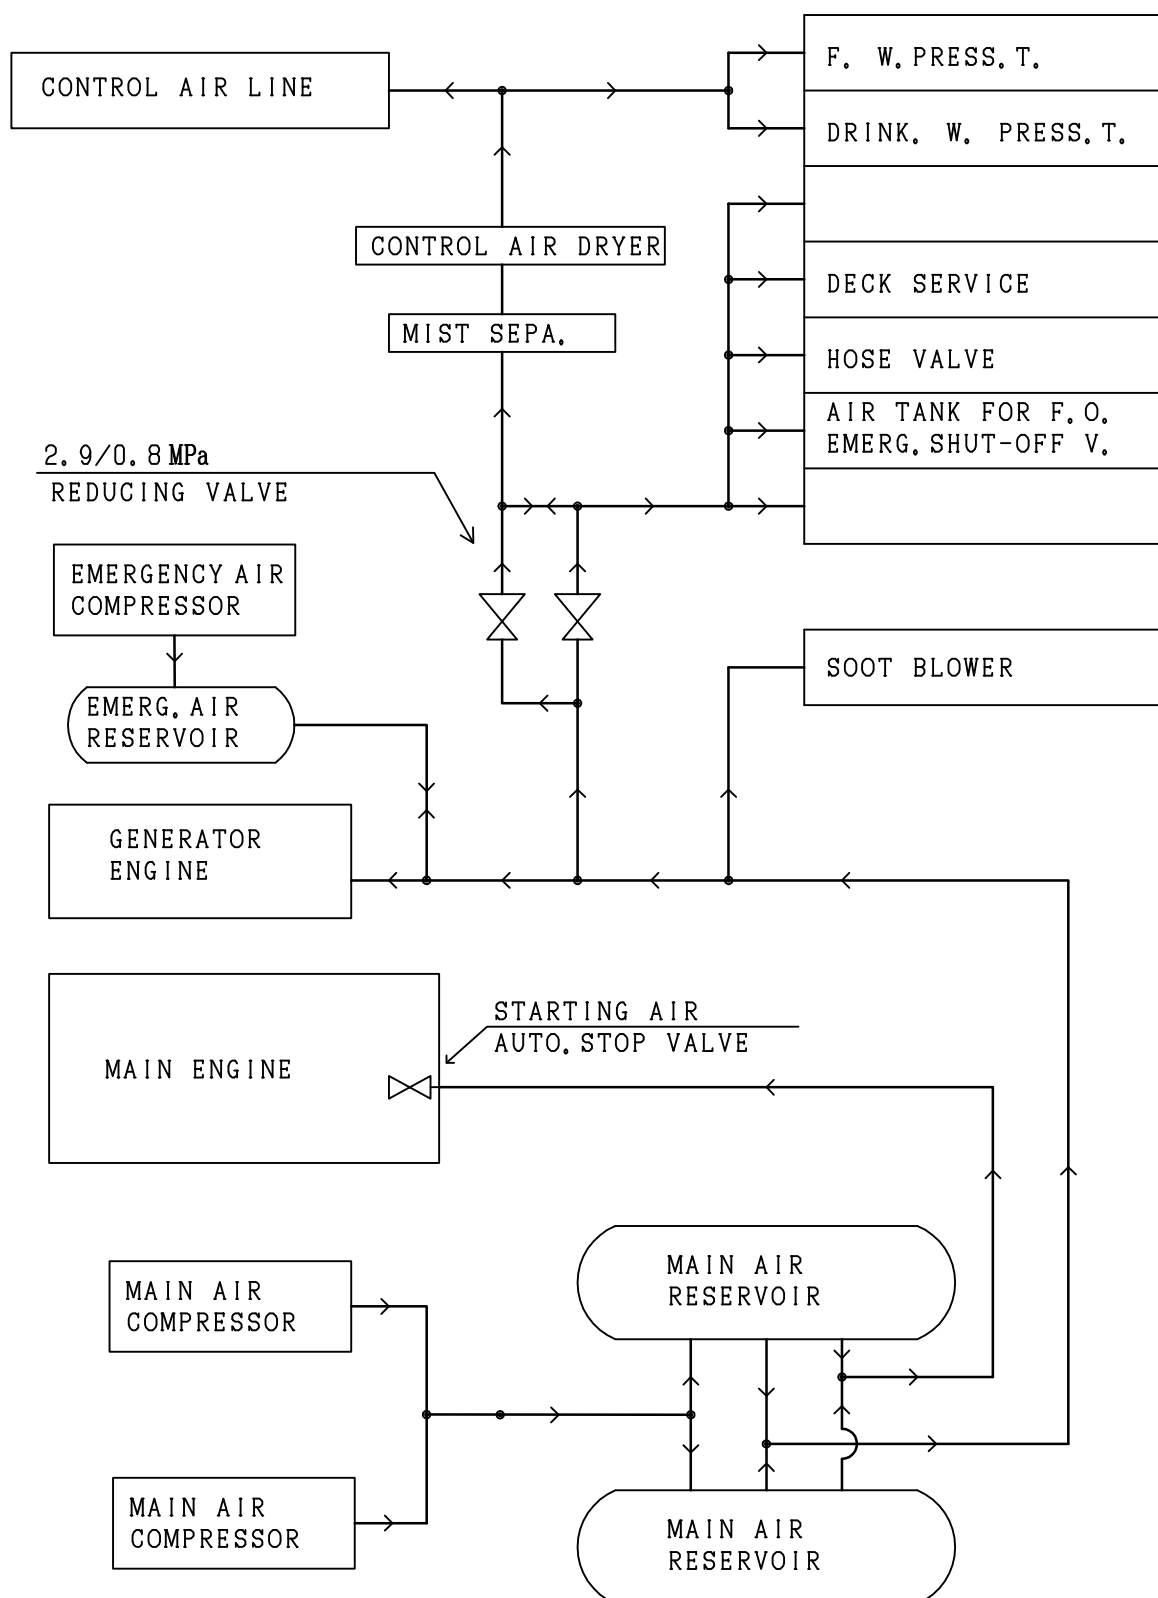 F. W. PRESS. T.
CONTROL AIR LINE
DRINK. W. PRESS. T.
CONTROL AIR DRYER
DECK SERVICE
MIST SEPA.
HOSE VALVE
AIR TANK FOR F.O.
EMERG. SHUT-OFF V.
2.9/0.8 MPa
REDUCING VALVE
EMERGENCY AIR
COMPRESSOR
SOOT BLOWER
EMERG. AIR
RESERVOIR
GENERATOR
ENGINE
STARTING AIR
AUTO. STOP VALVE
MAIN ENGINE
MAIN AIR
RESERVOIR
MAIN AIR
COMPRESSOR
MAIN AIR
COMPRESSOR
MAIN AIR
RESERVOIR